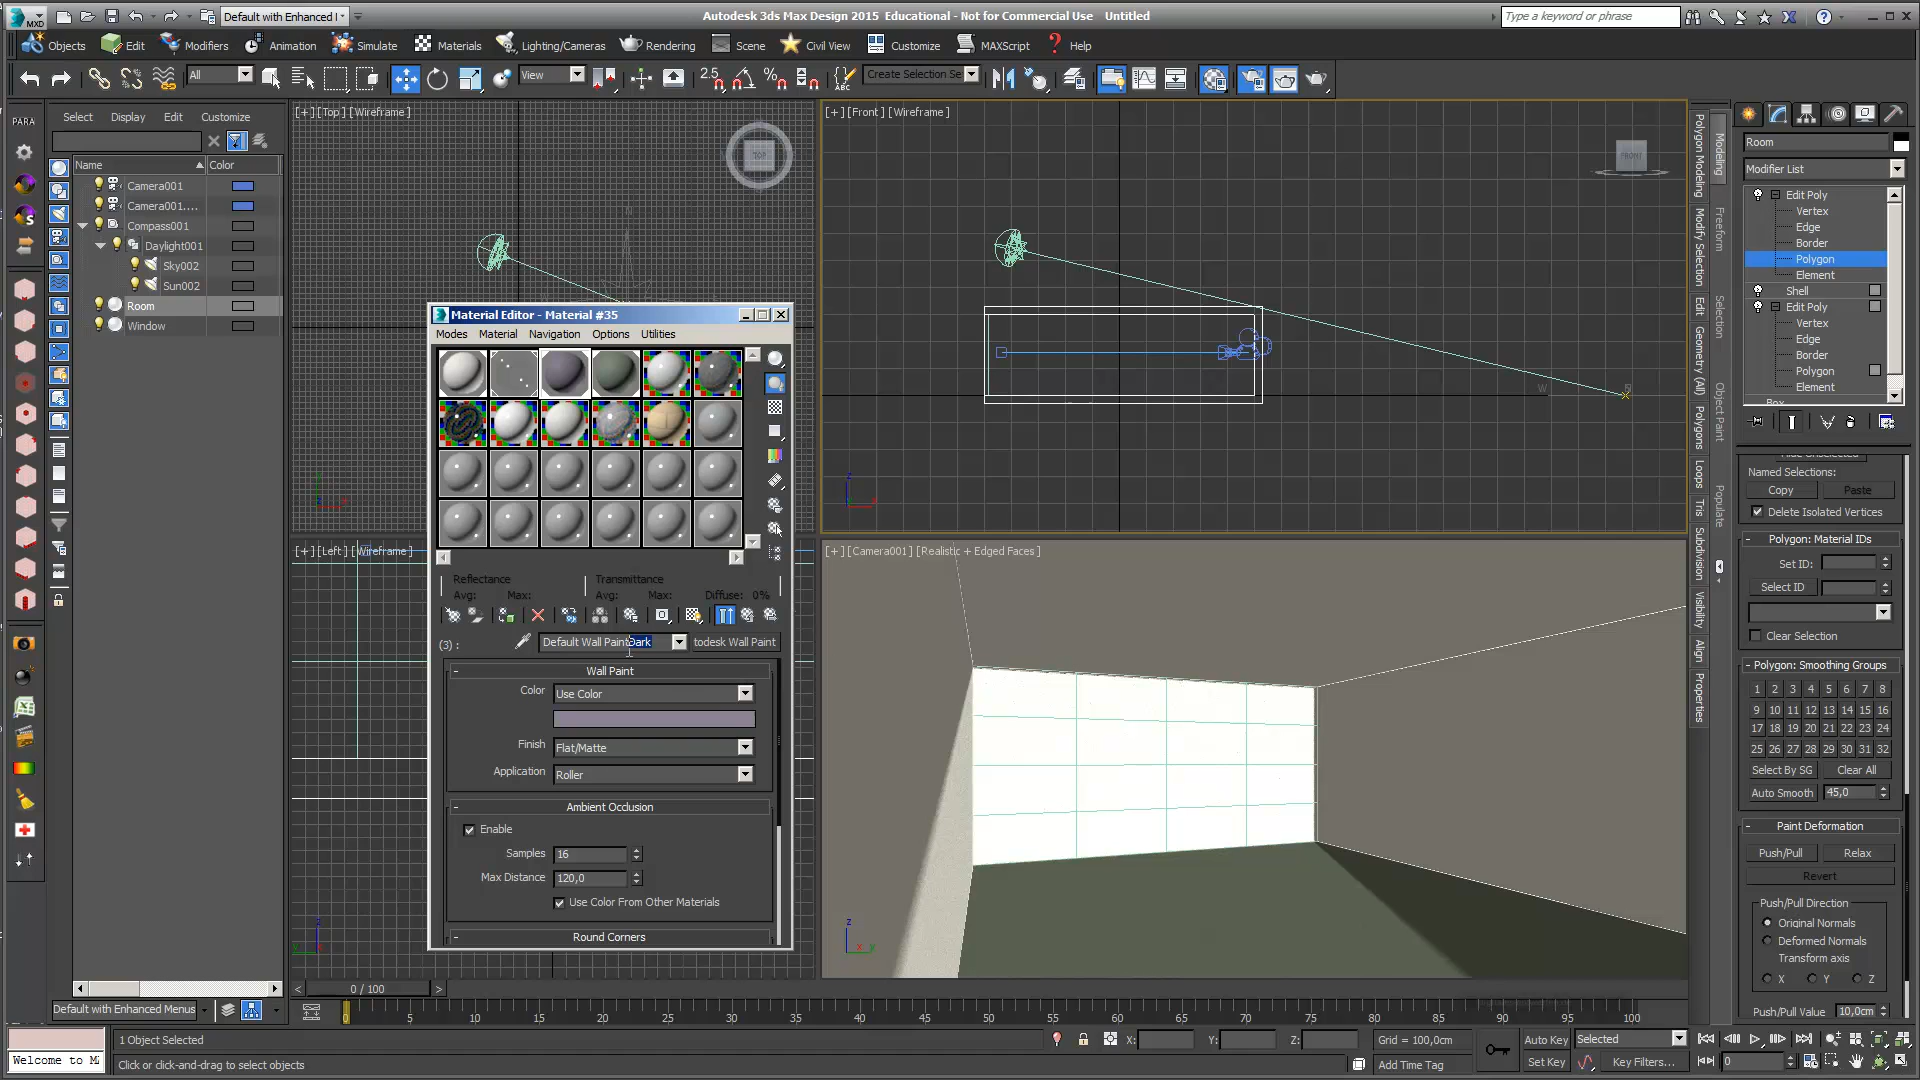 MXD Default with Enhanced Autodesk 3ds Max Design 2015 Educational - Not for Commercial Use Untitled Type a keyword or phrase
Objects Edit Modifiers Animation Simulate Materials Lighting/Cameras Rendering Scene Civil View Customize MAXScript Help
All View 2.5 Create Selection Se
PARA Select Display Edit Customize
Name Color
Camera001
Camera001....
Compass001
Daylight001
Sky002
Sun002
Room
Window
Default with Enhanced Menus
[+][Top][Wireframe]
TOP
[+][Front][Wireframe]
FRONT
[+][Left][Wireframe]
[+][Camera001][Realistic + Edged Faces]
Material Editor - Material #35
Modes Material Navigation Options Utilities
Reflectance Transmittance
Avg: Max: Avg: Max: Diffuse: 0%
(3) : Default Wall PaintDark todesk Wall Paint
- Wall Paint
Color Use Color
Finish Flat/Matte
Application Roller
- Ambient Occlusion
Enable
Samples 16
Max Distance 120,0
Use Color From Other Materials
- Round Corners
Polygon Modeling
Modify Selection
Edit
Geometry (All)
Polygons
Loops
Tris
Subdivision
Visibility
Align
Properties
Modeling
Freeform
Selection
Object Paint
Populate
Room
Modifier List
Edit Poly
Vertex
Edge
Border
Polygon
Element
Shell
Edit Poly
Vertex
Edge
Border
Polygon
Element
Box
Hide Unselected
Named Selections:
Copy Paste
Delete Isolated Vertices
- Polygon: Material IDs
Set ID:
Select ID
Clear Selection
- Polygon: Smoothing Groups
1 2 3 4 5 6 7 8
9 10 11 12 13 14 15 16
17 18 19 20 21 22 23 24
25 26 27 28 29 30 31 32
Select By SG Clear All
Auto Smooth 45,0
- Paint Deformation
Push/Pull Relax
Revert
Push/Pull Direction
Original Normals
Deformed Normals
Transform axis
X Y Z
Push/Pull Value 10,0cm
< 0 / 100 >
0 5 10 15 20 25 30 35 40 45 50 55 60 65 70 75 80 85 90 95 100
1 Object Selected X: Y: Z: Grid = 100,0cm Auto Key Selected
Welcome to MA Click or click-and-drag to select objects Add Time Tag Set Key Key Filters... 0